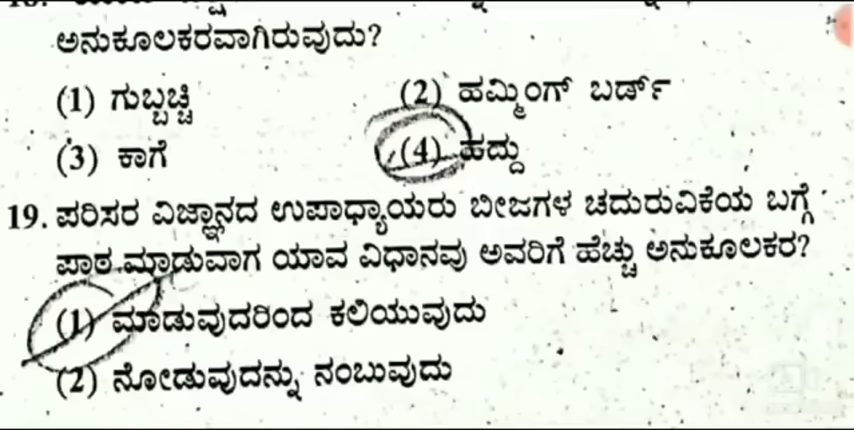 ಅನುಕೂಲಕರವಾಗಿರುವುದು?
(1) ಗುಬ್ಬಚ್ಚಿ (2) ಹಮ್ಮಿಂಗ್ ಬರ್ಡ್
(3) ಕಾಗೆ (4) ಹದ್ದು
19. ಪರಿಸರ ವಿಜ್ಞಾನದ ಉಪಾಧ್ಯಾಯರು ಬೀಜಗಳ ಚದುರುವಿಕೆಯ ಬಗ್ಗೆ
ಪಾಠ ಮಾಡುವಾಗ ಯಾವ ವಿಧಾನವು ಅವರಿಗೆ ಹೆಚ್ಚು ಅನುಕೂಲಕರ?
(1) ಮಾಡುವುದರಿಂದ ಕಲಿಯುವುದು
(2) ನೋಡುವುದನ್ನು ನಂಬುವುದು